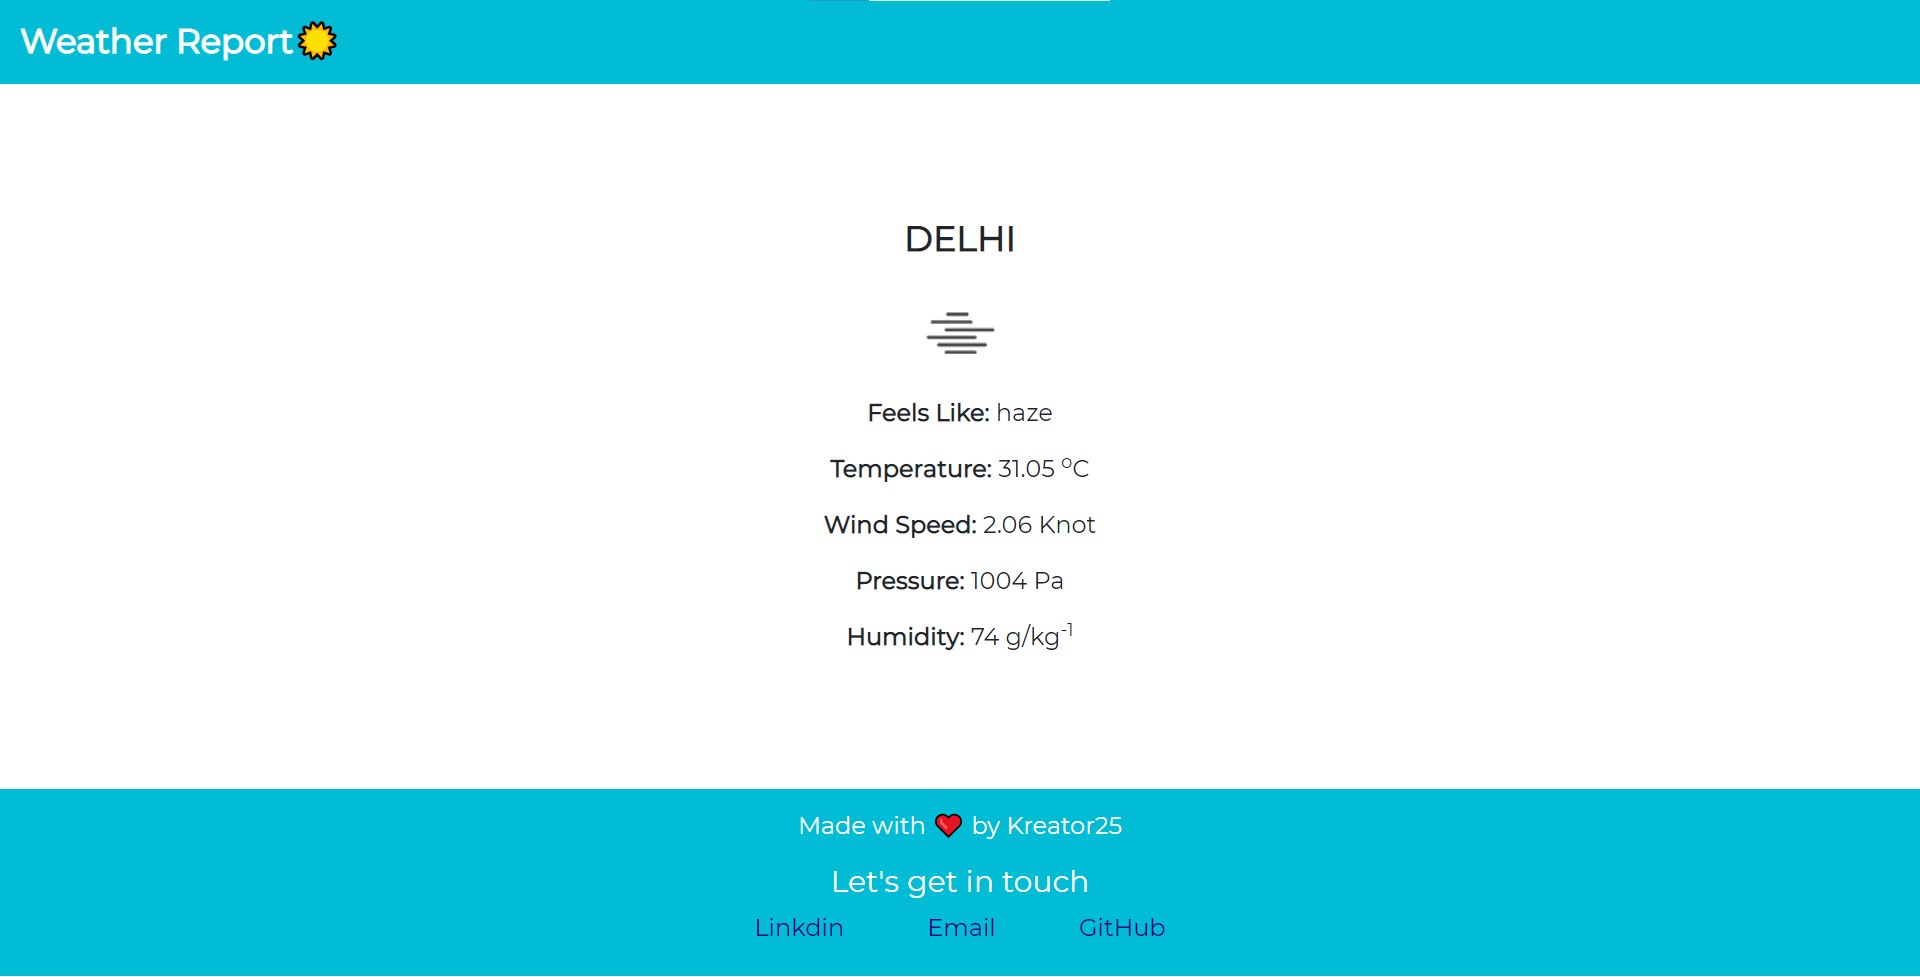 Weather Report
DELHI
Feels Like: haze
Temperature: 31.05 °C
Wind Speed: 2.06 Knot
Pressure: 1004 Pa
Humidity: 74 g/kg⁻¹
Made with ❤ by Kreator25
Let's get in touch
Linkdin Email GitHub